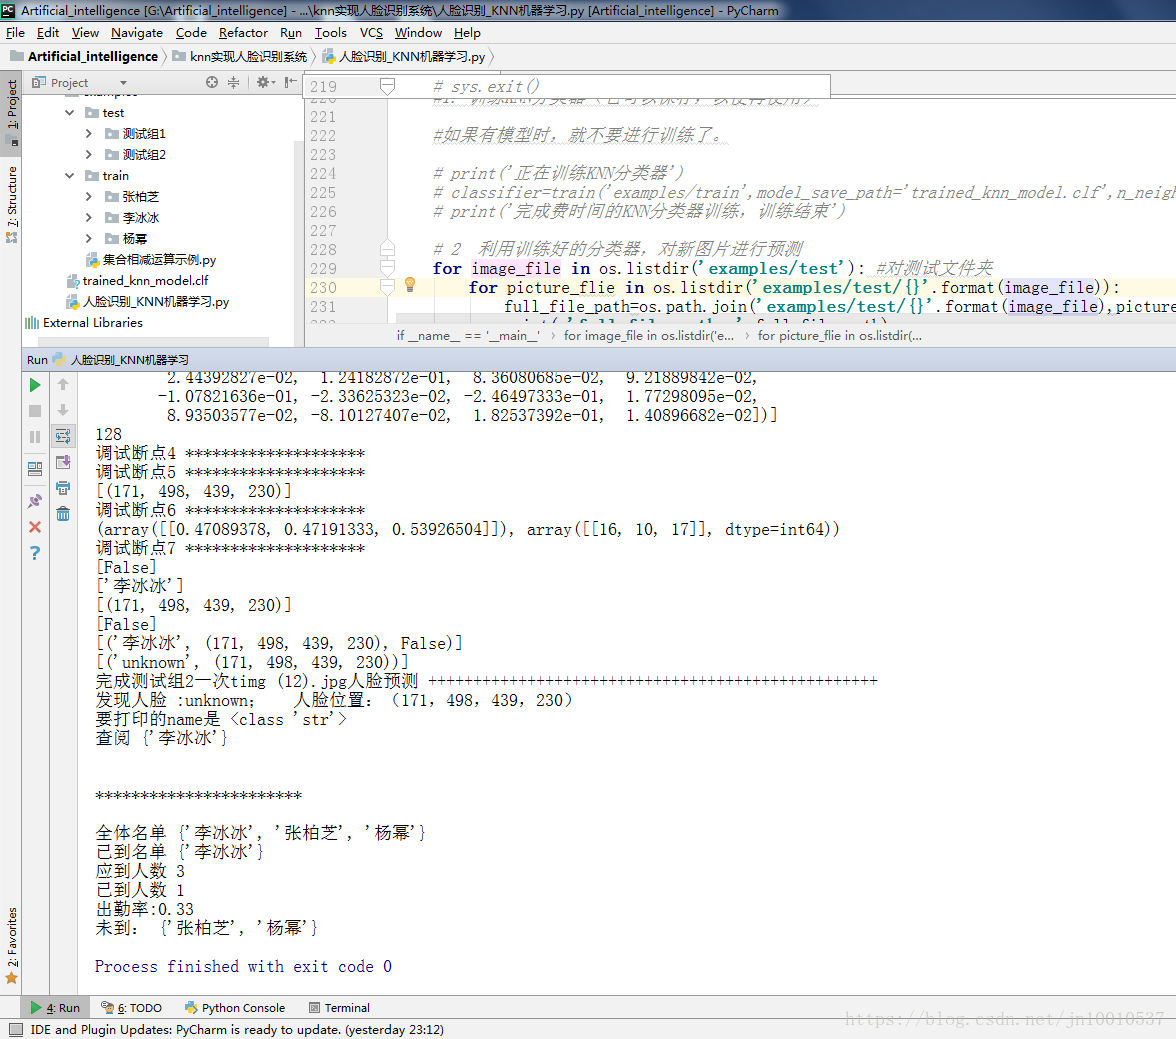 Artificial_intelligence [G:\Artificial_intelligence] - ...\knn实现人脸识别系统\人脸识别_KNN机器学习.py [Artificial_intelligence] - PyCharm
File Edit View Navigate Code Refactor Run Tools VCS Window Help
Artificial_intelligence knn实现人脸识别系统 人脸识别_KNN机器学习.py
1: Project
Project
examples
test
测试组1
测试组2
train
张柏芝
李冰冰
杨幂
集合相减运算示例.py
trained_knn_model.clf
人脸识别_KNN机器学习.py
External Libraries
7: Structure
219 # sys.exit()
220 #1. 训练KNN分类器（它可以保存，以便再使用）
221
222 #如果有模型时，就不要进行训练了。
223
224 # print('正在训练KNN分类器')
225 # classifier=train('examples/train',model_save_path='trained_knn_model.clf',n_neigh
226 # print('完成费时间的KNN分类器训练，训练结束')
227
228 # 2 利用训练好的分类器，对新图片进行预测
229 for image_file in os.listdir('examples/test'): #对测试文件夹
230 for picture_flie in os.listdir('examples/test/{}'.format(image_file)):
231 full_file_path=os.path.join('examples/test/{}'.format(image_file),picture
if __name__ == '__main__' › for image_file in os.listdir('e... › for picture_flie in os.listdir(...
Run 人脸识别_KNN机器学习
2.44392827e-02, 1.24182872e-01, 8.36080685e-02, 9.21889842e-02,
-1.07821636e-01, -2.33625323e-02, -2.46497333e-01, 1.77298095e-02,
8.93503577e-02, -8.10127407e-02, 1.82537392e-01, 1.40896682e-02])]
128
调试断点4 ********************
调试断点5 ********************
[(171, 498, 439, 230)]
调试断点6 ********************
(array([[0.47089378, 0.47191333, 0.53926504]]), array([[16, 10, 17]], dtype=int64))
调试断点7 ********************
[False]
['李冰冰']
[(171, 498, 439, 230)]
[False]
[('李冰冰', (171, 498, 439, 230), False)]
[('unknown', (171, 498, 439, 230))]
完成测试组2一次timg (12).jpg人脸预测 ++++++++++++++++++++++++++++++++++++++++++++++++++
发现人脸 :unknown; 人脸位置：（171，498，439，230）
要打印的name是 <class 'str'>
查阅 {'李冰冰'}
***********************
全体名单 {'李冰冰', '张柏芝', '杨幂'}
已到名单 {'李冰冰'}
应到人数 3
已到人数 1
出勤率:0.33
未到： {'张柏芝', '杨幂'}
Process finished with exit code 0
2: Favorites
4: Run 6: TODO Python Console Terminal
IDE and Plugin Updates: PyCharm is ready to update. (yesterday 23:12)
https://blog.csdn.net/jn10010537